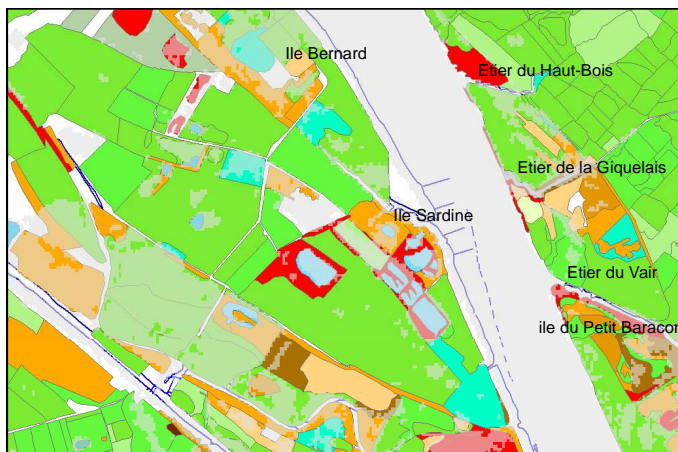 Ile Bernard
Etier du Haut-Bois
Etier de la Giquelais
Ile Sardine
Etier du Vair
ile du Petit Baracon